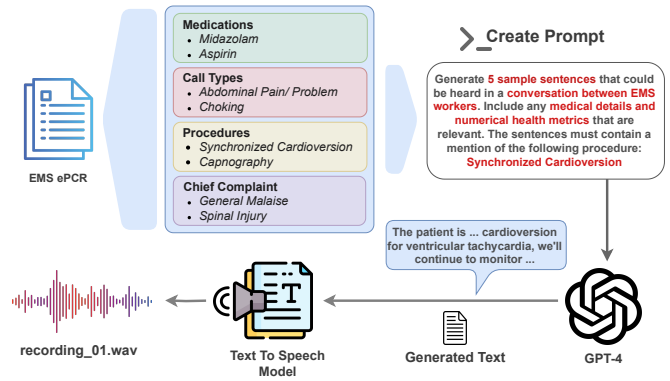 EMS ePCR
Medications
• Midazolam
• Aspirin
Call Types
• Abdominal Pain/ Problem
• Choking
Procedures
• Synchronized Cardioversion
• Capnography
Chief Complaint
• General Malaise
• Spinal Injury
>_Create Prompt
Generate 5 sample sentences that could
be heard in a conversation between EMS
workers. Include any medical details and
numerical health metrics that are
relevant. The sentences must contain a
mention of the following procedure:
Synchronized Cardioversion
The patient is ... cardioversion
for ventricular tachycardia, we'll
continue to monitor ...
GPT-4
Generated Text
T
Text To Speech
Model
recording_01.wav